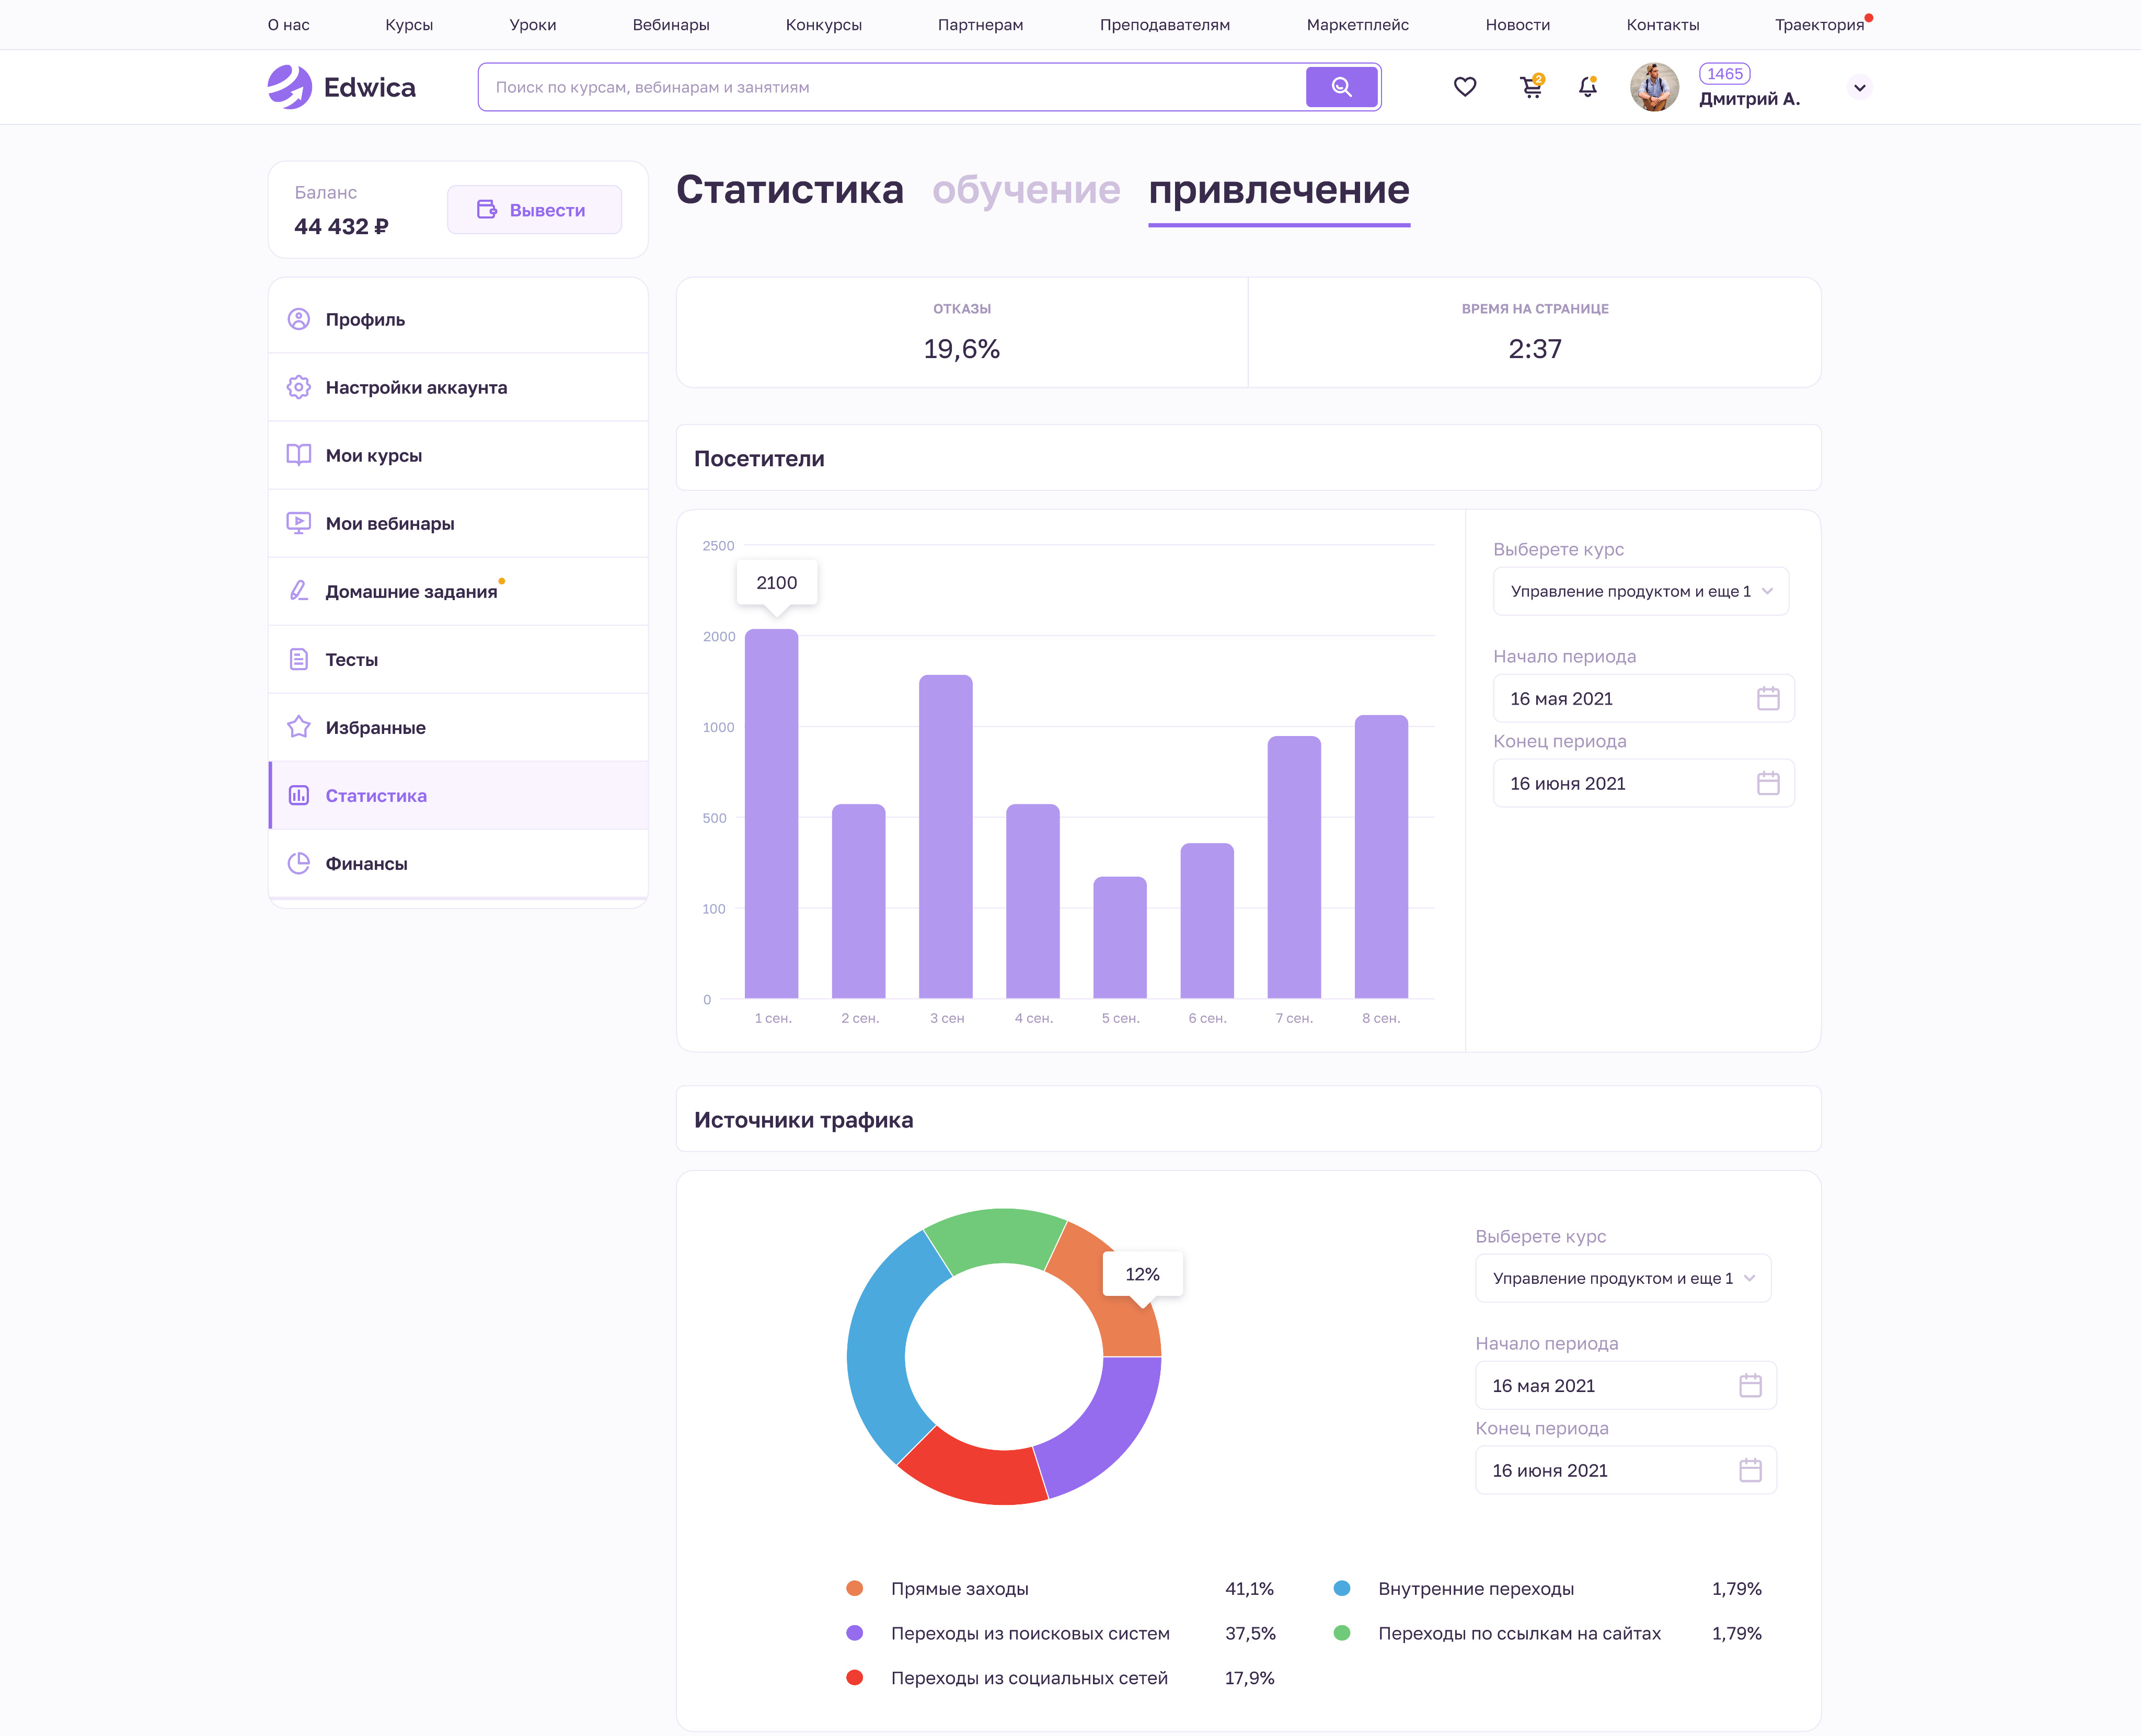 О нас
Курсы
Уроки
Вебинары
Конкурсы
Партнерам
Преподавателям
Маркетплейс
Новости
Контакты
Траектория
Edwica
Поиск по курсам, вебинарам и занятиям
2
1465
Дмитрий А.
Баланс
44 432 ₽
Вывести
Профиль
Настройки аккаунта
Мои курсы
Мои вебинары
Домашние задания
Тесты
Избранные
Статистика
Финансы
Статистика обучение привлечение
ОТКАЗЫ
19,6%
ВРЕМЯ НА СТРАНИЦЕ
2:37
Посетители
2500
2100
2000
1000
500
100
0
1 сен.
2 сен.
3 сен
4 сен.
5 сен.
6 сен.
7 сен.
8 сен.
Выберете курс
Управление продуктом и еще 1
Начало периода
16 мая 2021
Конец периода
16 июня 2021
Источники трафика
12%
Выберете курс
Управление продуктом и еще 1
Начало периода
16 мая 2021
Конец периода
16 июня 2021
Прямые заходы 41,1%
Переходы из поисковых систем 37,5%
Переходы из социальных сетей 17,9%
Внутренние переходы 1,79%
Переходы по ссылкам на сайтах 1,79%